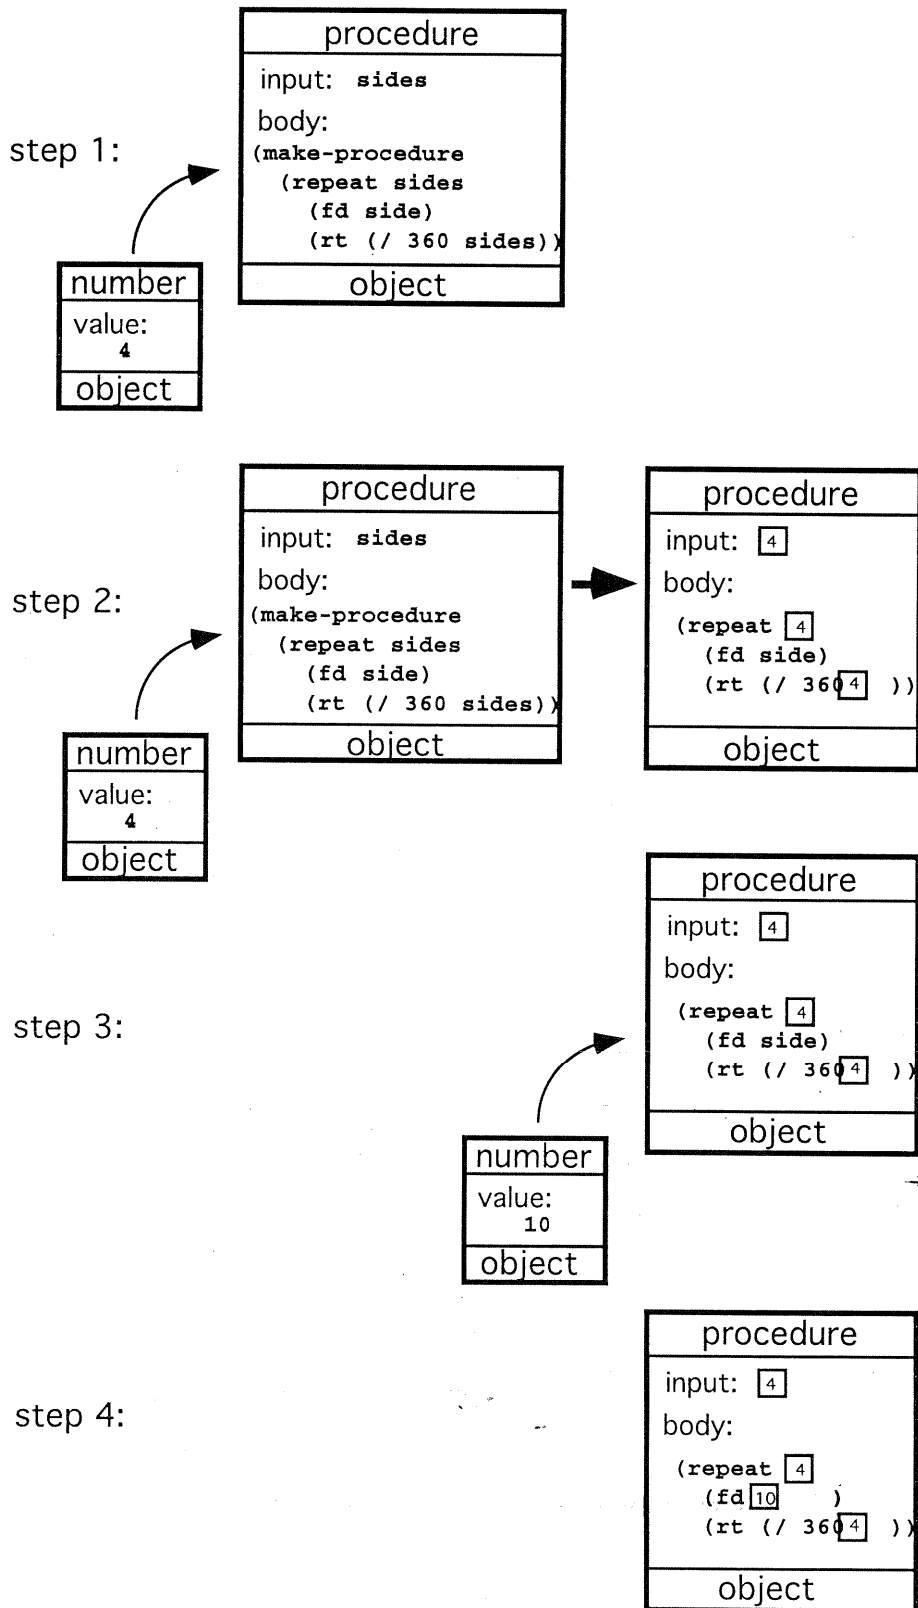 procedure
input: sides
body:
step 1:
(make-procedure
(repeat sides
(fd side)
(rt (/ 360 sides))
object
number
value:
4
object
procedure
input: sides
body:
step 2:
(make-procedure
(repeat sides
(fd side)
(rt (/ 360 sides))
object
number
value:
4
object
procedure
input: 4
body:
(repeat 4
(fd side)
(rt (/ 360 4 ))
object
step 3:
procedure
input: 4
body:
(repeat 4
(fd side)
(rt (/ 360 4 ))
object
number
value:
10
object
step 4:
procedure
input: 4
body:
(repeat 4
(fd 10 )
(rt (/ 360 4 ))
object